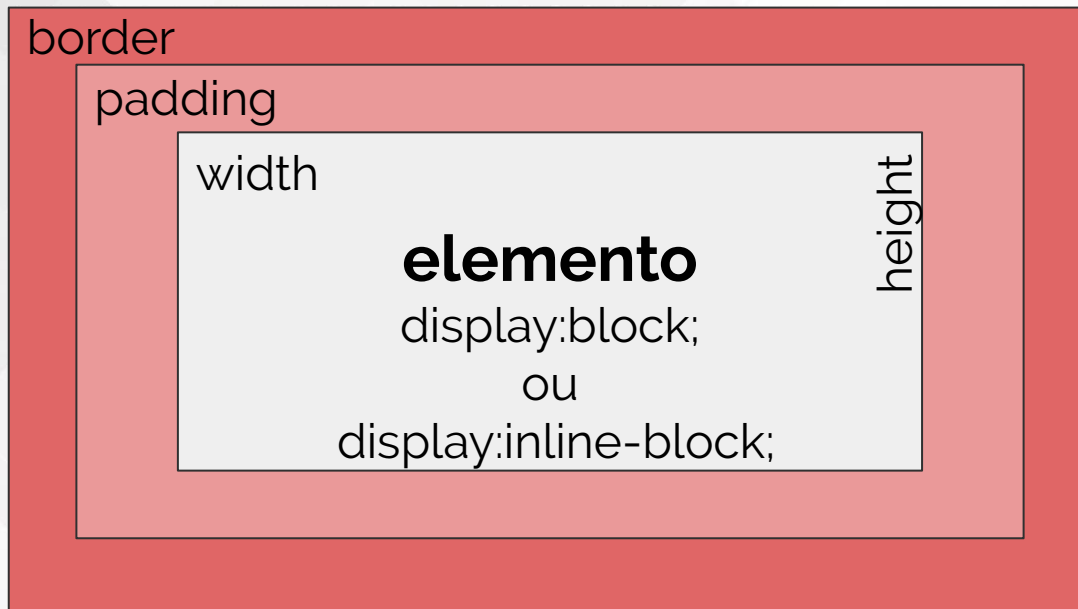 border
padding
width
height
elemento
display:block;
ou
display:inline-block;